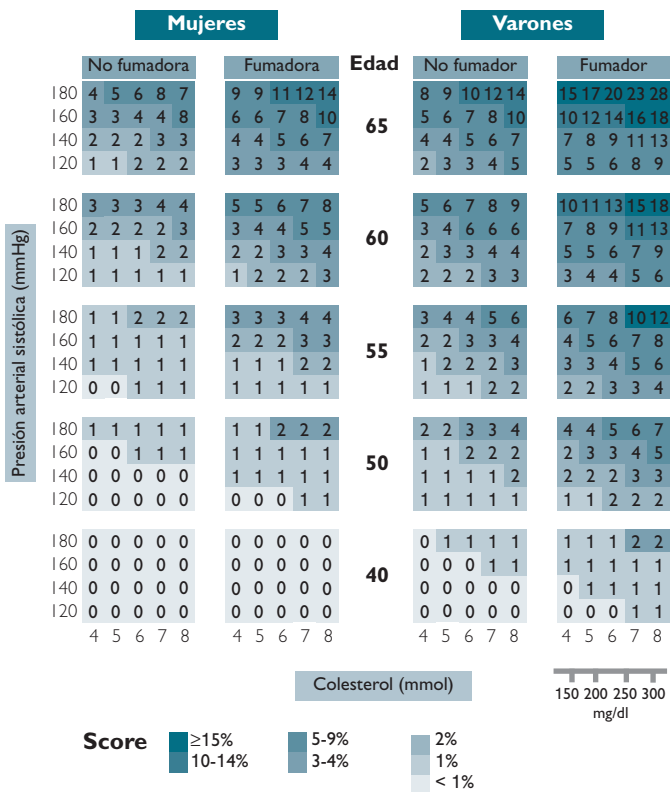 Mujeres Varones
No fumadora Fumadora Edad No fumador Fumador
180 4 5 6 8 7 9 9 11 12 14 8 9 10 12 14 15 17 20 23 28
160 3 3 4 4 8 6 6 7 8 10 5 6 7 8 10 10 12 14 16 18
65
140 2 2 2 3 3 4 4 5 6 7 4 4 5 6 7 7 8 9 11 13
120 1 1 2 2 2 3 3 3 4 4 2 3 3 4 5 5 5 6 8 9
180 3 3 3 4 4 5 5 6 7 8 5 6 7 8 9 10 11 13 15 18
160 2 2 2 2 3 3 4 4 5 5 3 4 6 6 6 7 8 9 11 13
60
140 1 1 1 2 2 2 2 3 3 4 2 3 3 4 4 5 5 6 7 9
120 1 1 1 1 1 1 2 2 2 3 2 2 2 3 3 3 4 4 5 6
180 1 1 2 2 2 3 3 3 4 4 3 4 4 5 6 6 7 8 10 12
160 1 1 1 1 1 2 2 2 3 3 2 2 3 3 4 4 5 6 7 8
55
140 1 1 1 1 1 1 1 1 2 2 1 2 2 2 3 3 3 4 5 6
120 0 0 1 1 1 1 1 1 1 1 1 1 1 2 2 2 2 3 3 4
180 1 1 1 1 1 1 1 2 2 2 2 2 3 3 4 4 4 5 6 7
160 0 0 1 1 1 1 1 1 1 1 1 1 2 2 2 2 3 3 4 5
50
140 0 0 0 0 0 1 1 1 1 1 1 1 1 1 2 2 2 2 3 3
120 0 0 0 0 0 0 0 0 1 1 1 1 1 1 1 1 1 2 2 2
180 0 0 0 0 0 0 0 0 0 0 0 1 1 1 1 1 1 1 2 2
160 0 0 0 0 0 0 0 0 0 0 0 0 0 1 1 1 1 1 1 1
40
140 0 0 0 0 0 0 0 0 0 0 0 0 0 0 0 0 1 1 1 1
120 0 0 0 0 0 0 0 0 0 0 0 0 0 0 0 0 0 0 1 1
4 5 6 7 8 4 5 6 7 8 4 5 6 7 8 4 5 6 7 8
Presión arterial sistólica (mmHg)
Colesterol (mmol)
150 200 250 300
mg/dl
Score ≥15% 5-9% 2%
10-14% 3-4% 1%
< 1%